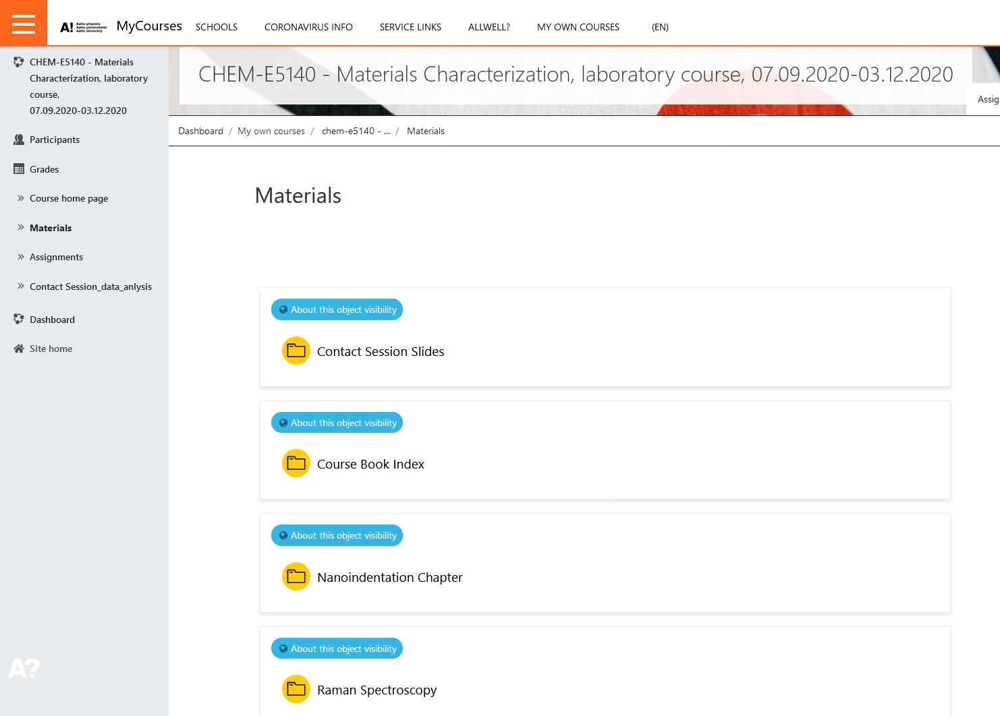 A! Aalto-yliopisto
Aalto-universitetet
Aalto University
MyCourses SCHOOLS CORONAVIRUS INFO SERVICE LINKS ALLWELL? MY OWN COURSES (EN)
CHEM-E5140 - Materials
Characterization, laboratory
course,
07.09.2020-03.12.2020
Participants
Grades
Course home page
Materials
Assignments
Contact Session_data_anlysis
Dashboard
Site home
A?
CHEM-E5140 - Materials Characterization, laboratory course, 07.09.2020-03.12.2020
Assig
Dashboard / My own courses / chem-e5140 - ... / Materials
Materials
About this object visibility
Contact Session Slides
About this object visibility
Course Book Index
About this object visibility
Nanoindentation Chapter
About this object visibility
Raman Spectroscopy